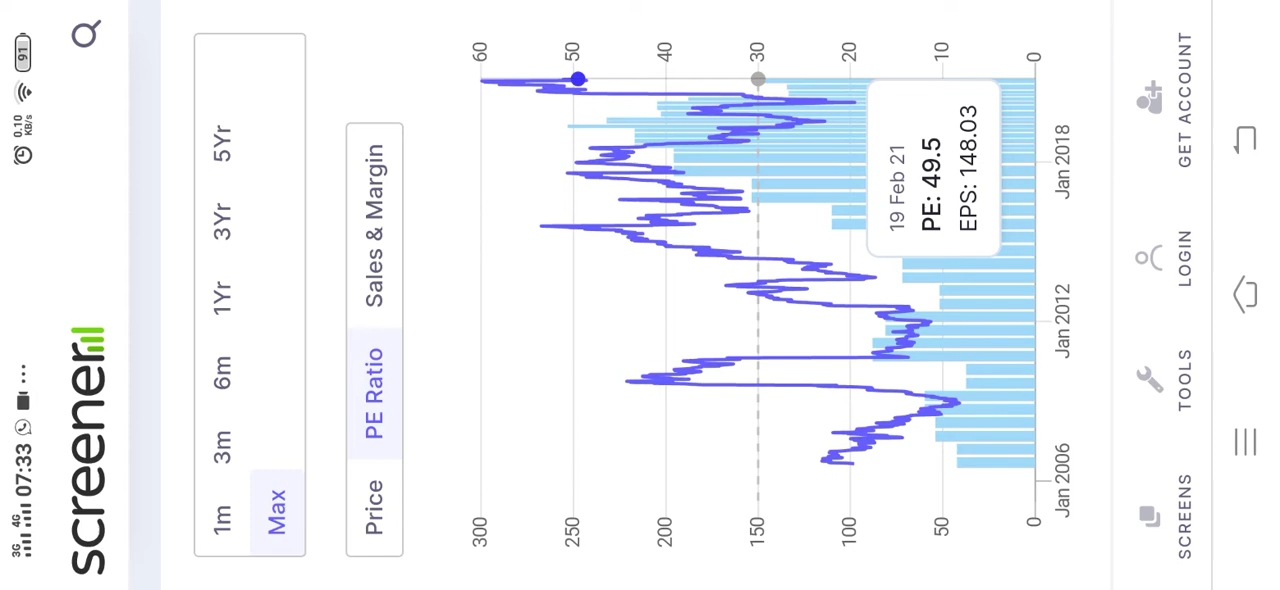 3G 4G 07:33 ... 0.10 KB/s 91
screener
1m 3m 6m 1Yr 3Yr 5Yr
Max
Price PE Ratio Sales & Margin
300 60
250 50
200 40
150 30
100 20
50 10
0 0
19 Feb 21
PE: 49.5
EPS: 148.03
Jan 2006 Jan 2012 Jan 2018
SCREENS TOOLS LOGIN GET ACCOUNT